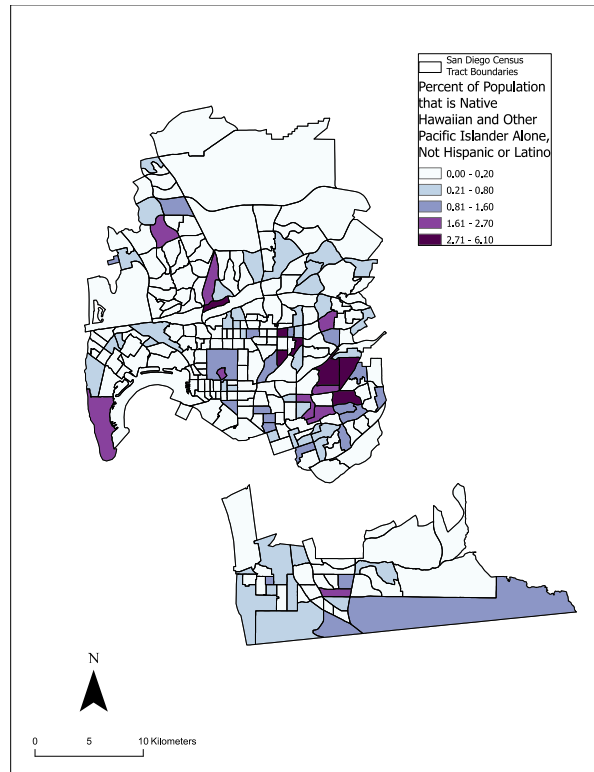 San Diego Census
Tract Boundaries
Percent of Population
that is Native
Hawaiian and Other
Pacific Islander Alone,
Not Hispanic or Latino
0.00 - 0.20
0.21 - 0.80
0.81 - 1.60
1.61 - 2.70
2.71 - 6.10
N
0 5 10 Kilometers